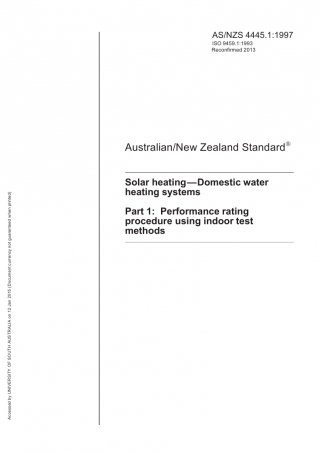 AS/NZS 4445.1:1997
ISO 9459.1:1993
Reconfirmed 2013
Australian/New Zealand Standard®
Solar heating—Domestic water
heating systems
Part 1: Performance rating
procedure using indoor test
methods
Accessed by UNIVERSITY OF SOUTH AUSTRALIA on 12 Jan 2015 (Document currency not guaranteed when printed)